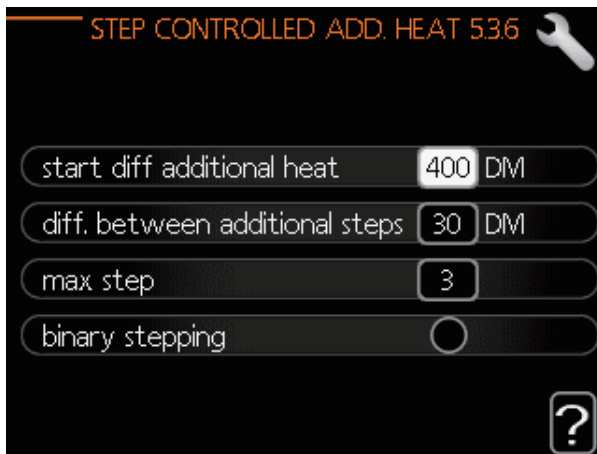 STEP CONTROLLED ADD. HEAT 5.3.6
start diff additional heat 400 DM
diff. between additional steps 30 DM
max step 3
binary stepping
?